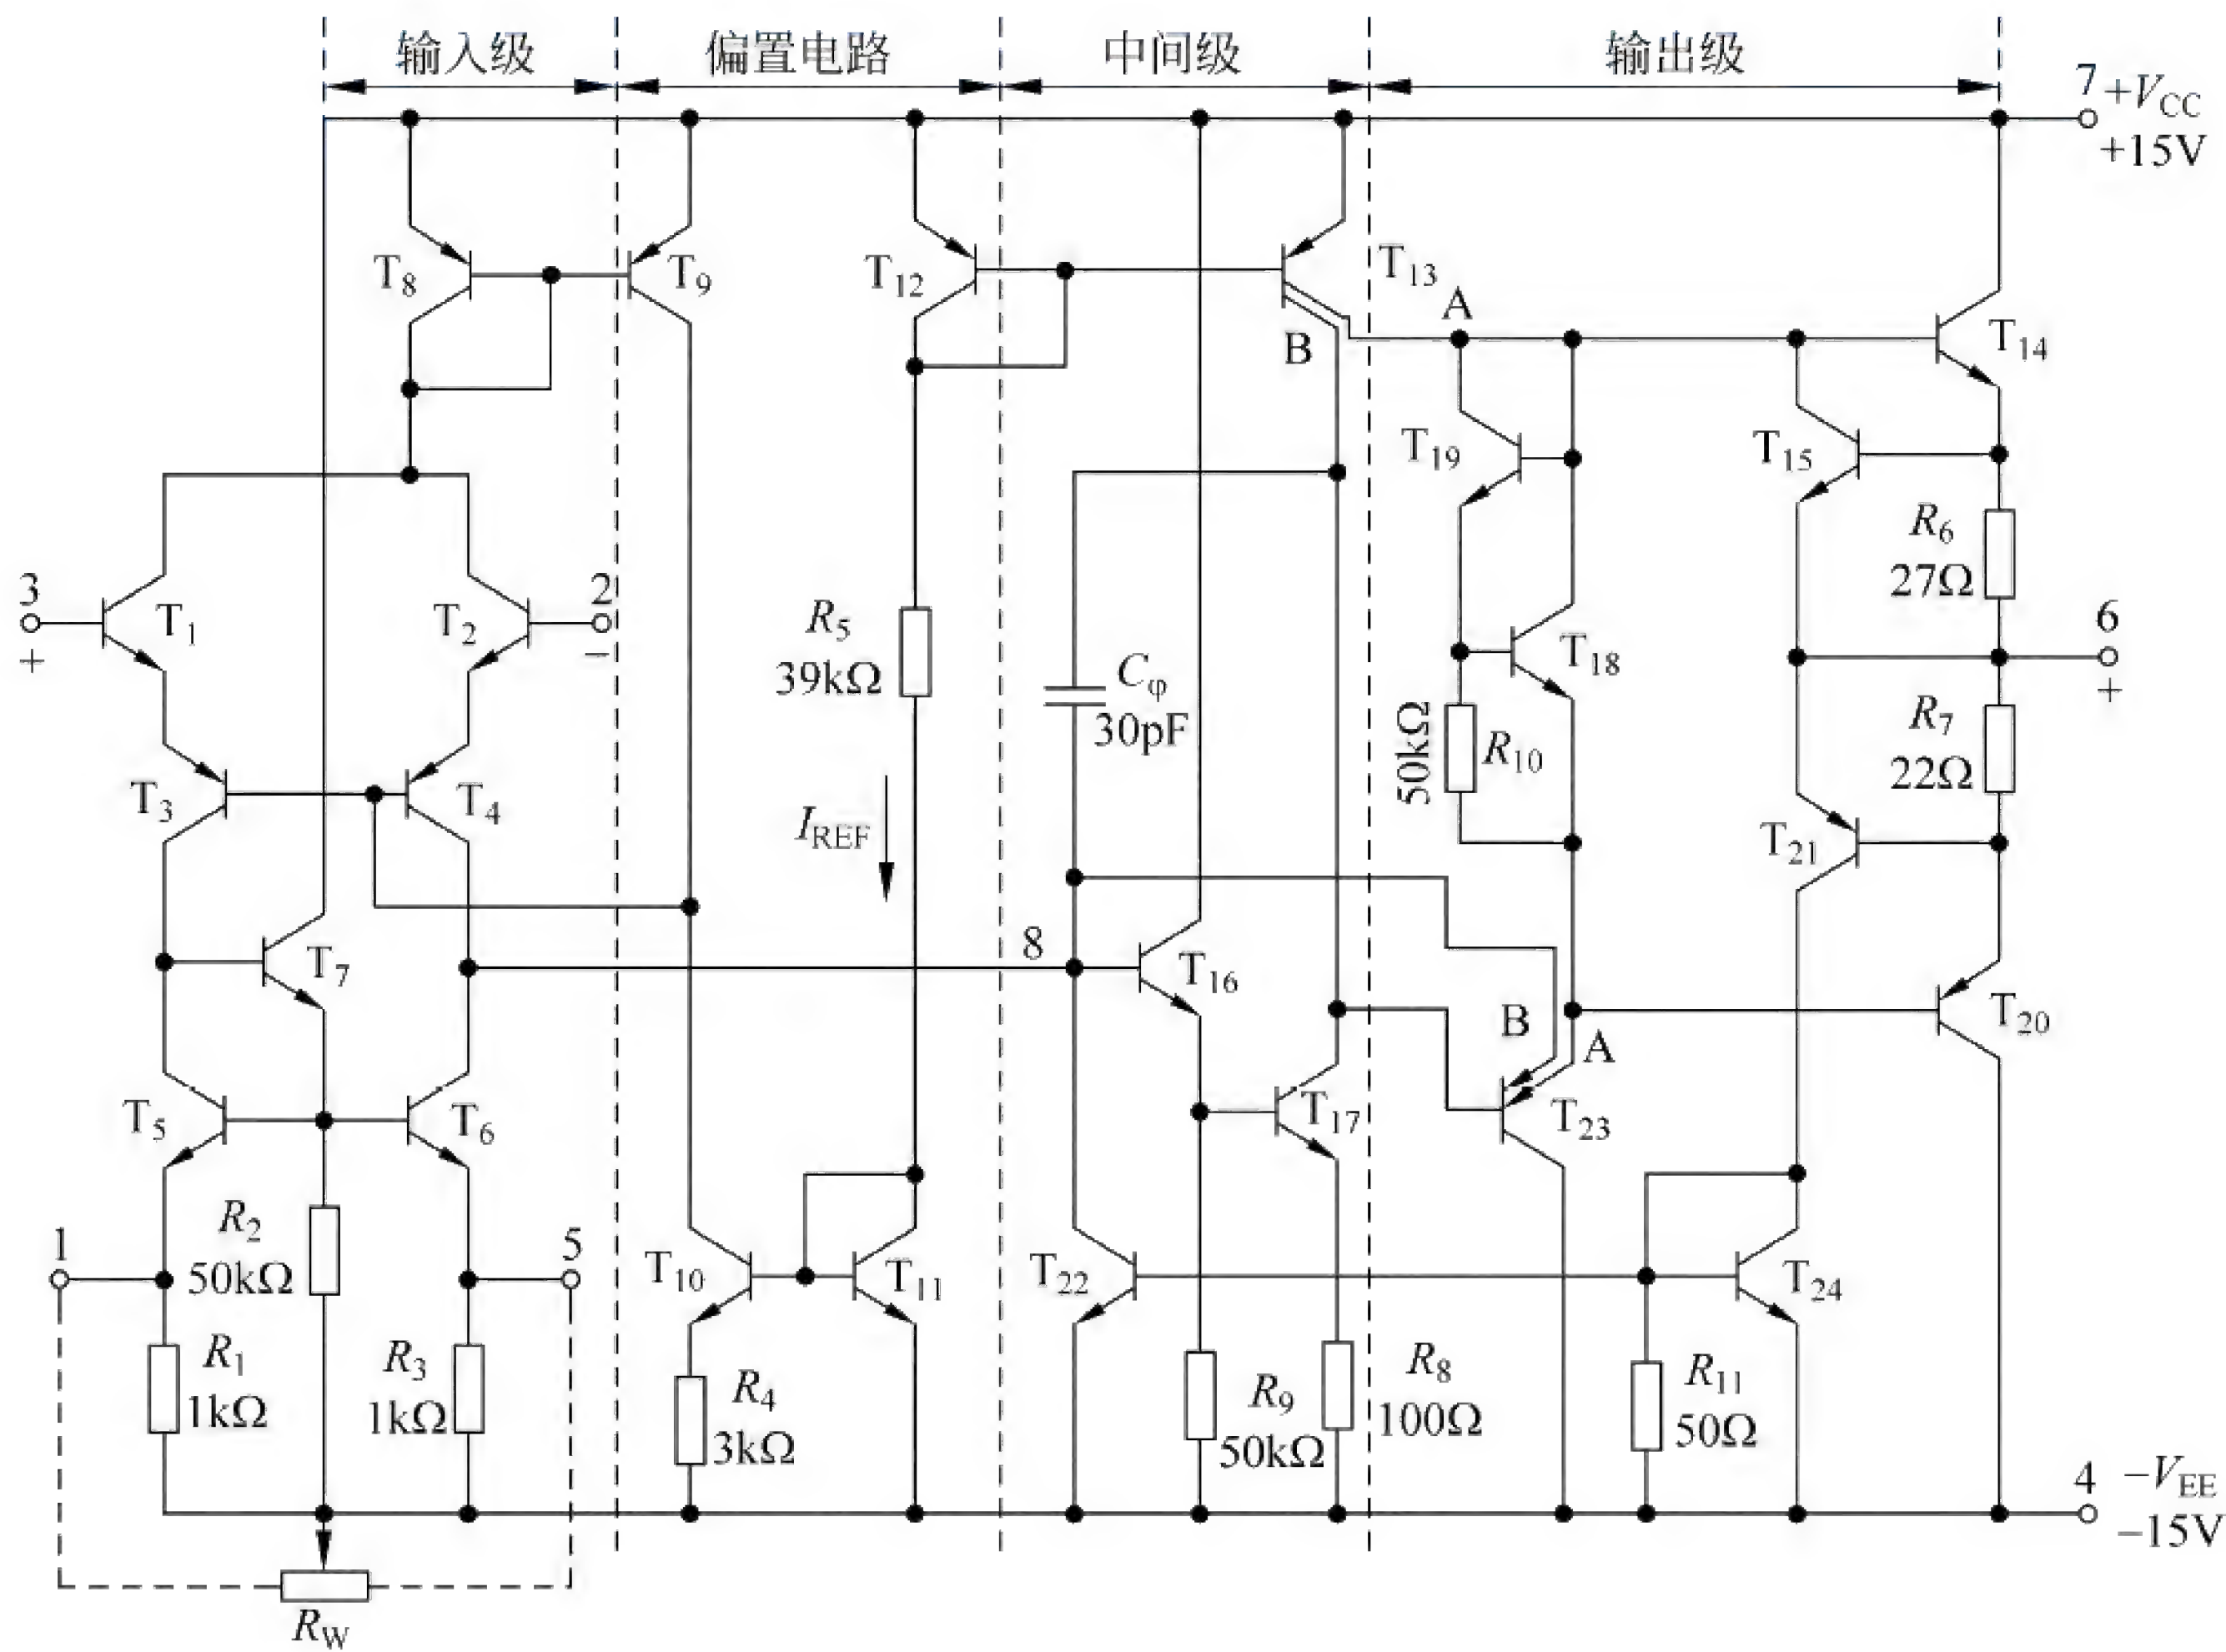 输入级 偏置电路 中间级 输出级
7 +VCC
+15V
T8 T9 T12 T13
A
B
T14
T19 T15
R6
27Ω
3
+
T1 T2
2
−
R5
39kΩ
Cφ
30pF
T18
6
+
50kΩ
R10
R7
22Ω
T3 T4
IREF
T21
T7
8
T16
B
A
T20
T5 T6
T17 T23
1
R2
50kΩ
5
T10 T11 T22 T24
R1
1kΩ
R3
1kΩ
R4
3kΩ
R9
50kΩ
R8
100Ω
R11
50Ω
4 −VEE
−15V
RW